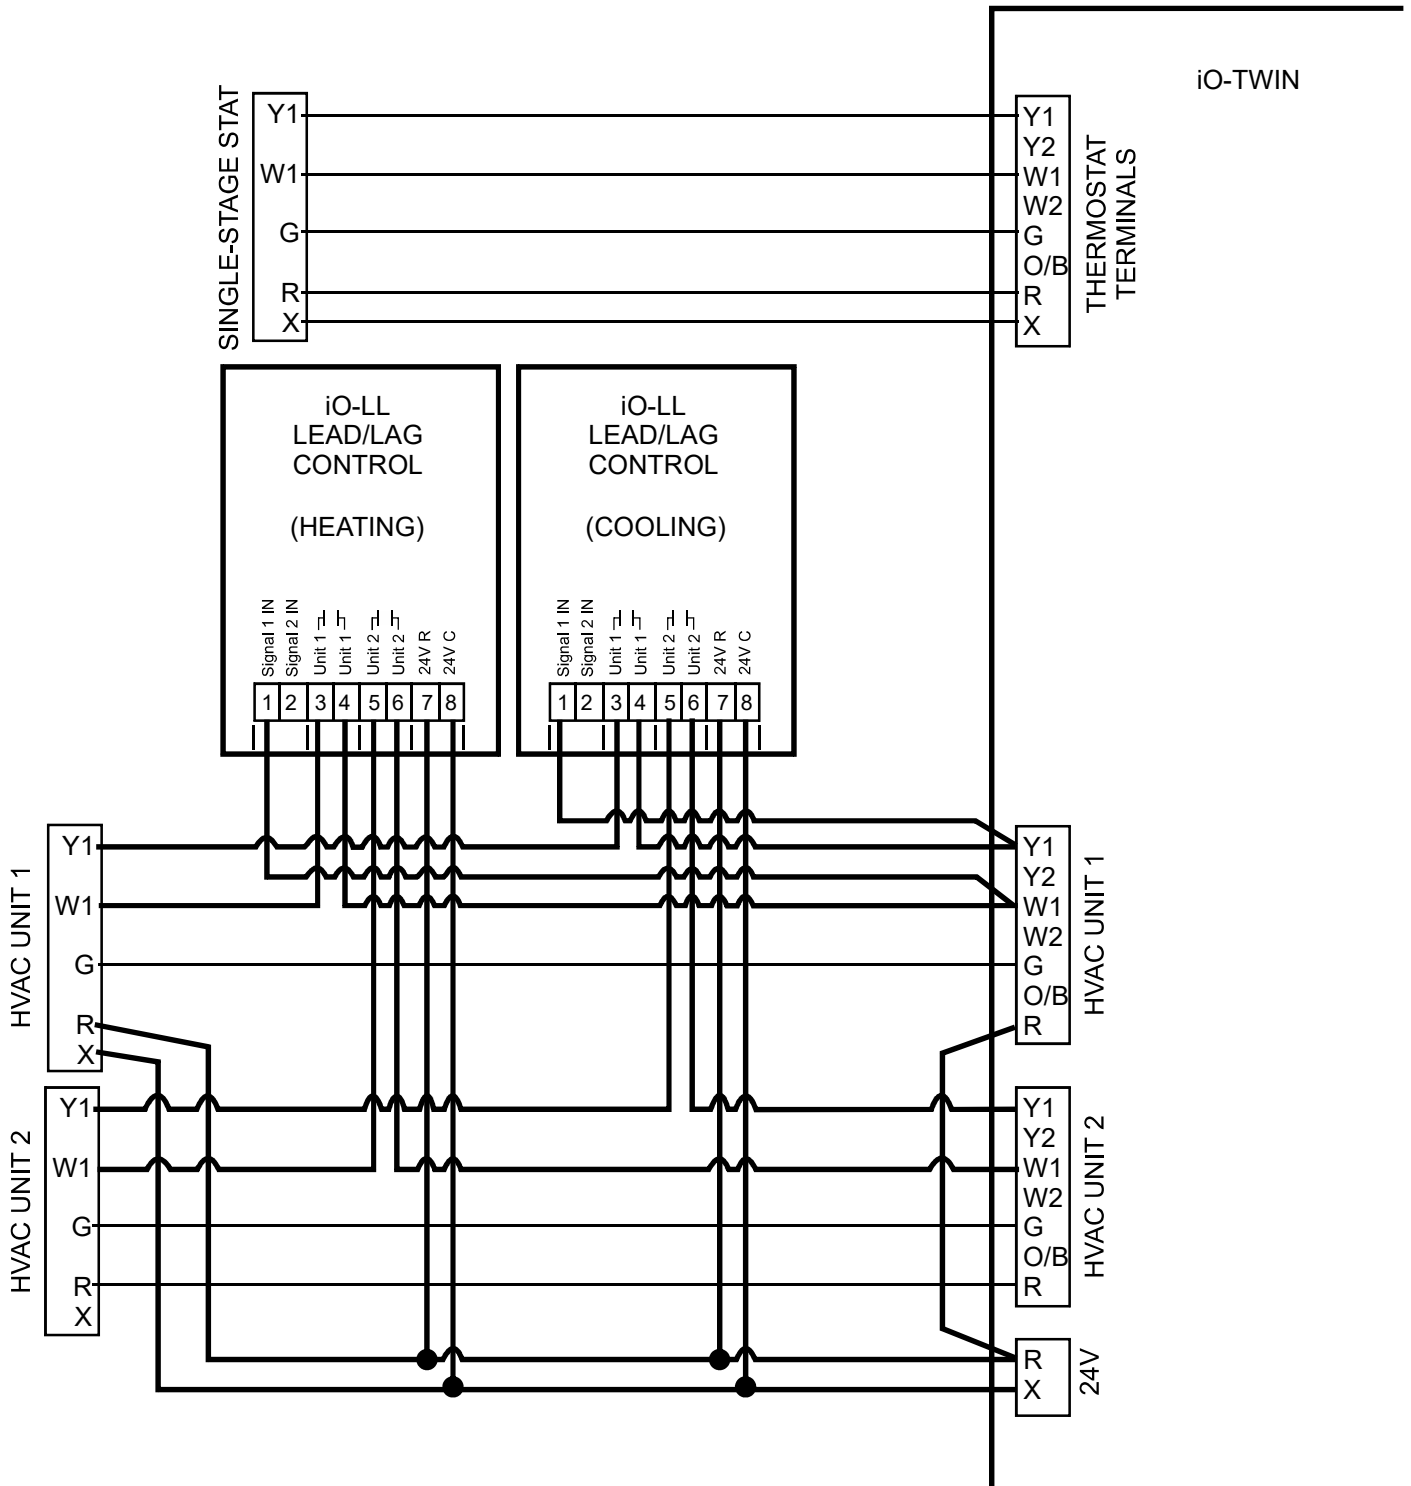 iO-TWIN
SINGLE-STAGE STAT
Y1
W1
G
R
X
Y1
Y2
W1
W2
G
O/B
R
X
THERMOSTAT
TERMINALS
iO-LL
LEAD/LAG
CONTROL
(HEATING)
Signal 1 IN
Signal 2 IN
Unit 1
Unit 1
Unit 2
Unit 2
24V R
24V C
1 2 3 4 5 6 7 8
iO-LL
LEAD/LAG
CONTROL
(COOLING)
Signal 1 IN
Signal 2 IN
Unit 1
Unit 1
Unit 2
Unit 2
24V R
24V C
1 2 3 4 5 6 7 8
HVAC UNIT 1
Y1
W1
G
R
X
Y1
Y2
W1
W2
G
O/B
R
HVAC UNIT 1
HVAC UNIT 2
Y1
W1
G
R
X
Y1
Y2
W1
W2
G
O/B
R
HVAC UNIT 2
R
X
24V